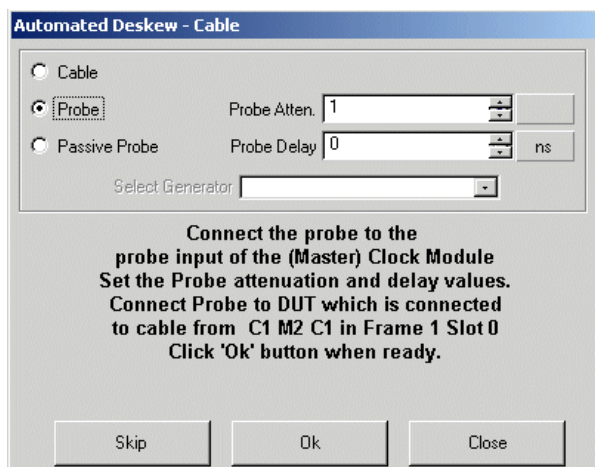 Automated Deskew - Cable
Cable
Probe Probe Atten. 1
Passive Probe Probe Delay 0 ns
Select Generator
Connect the probe to the
probe input of the (Master) Clock Module
Set the Probe attenuation and delay values.
Connect Probe to DUT which is connected
to cable from C1 M2 C1 in Frame 1 Slot 0
Click 'Ok' button when ready.
Skip Ok Close